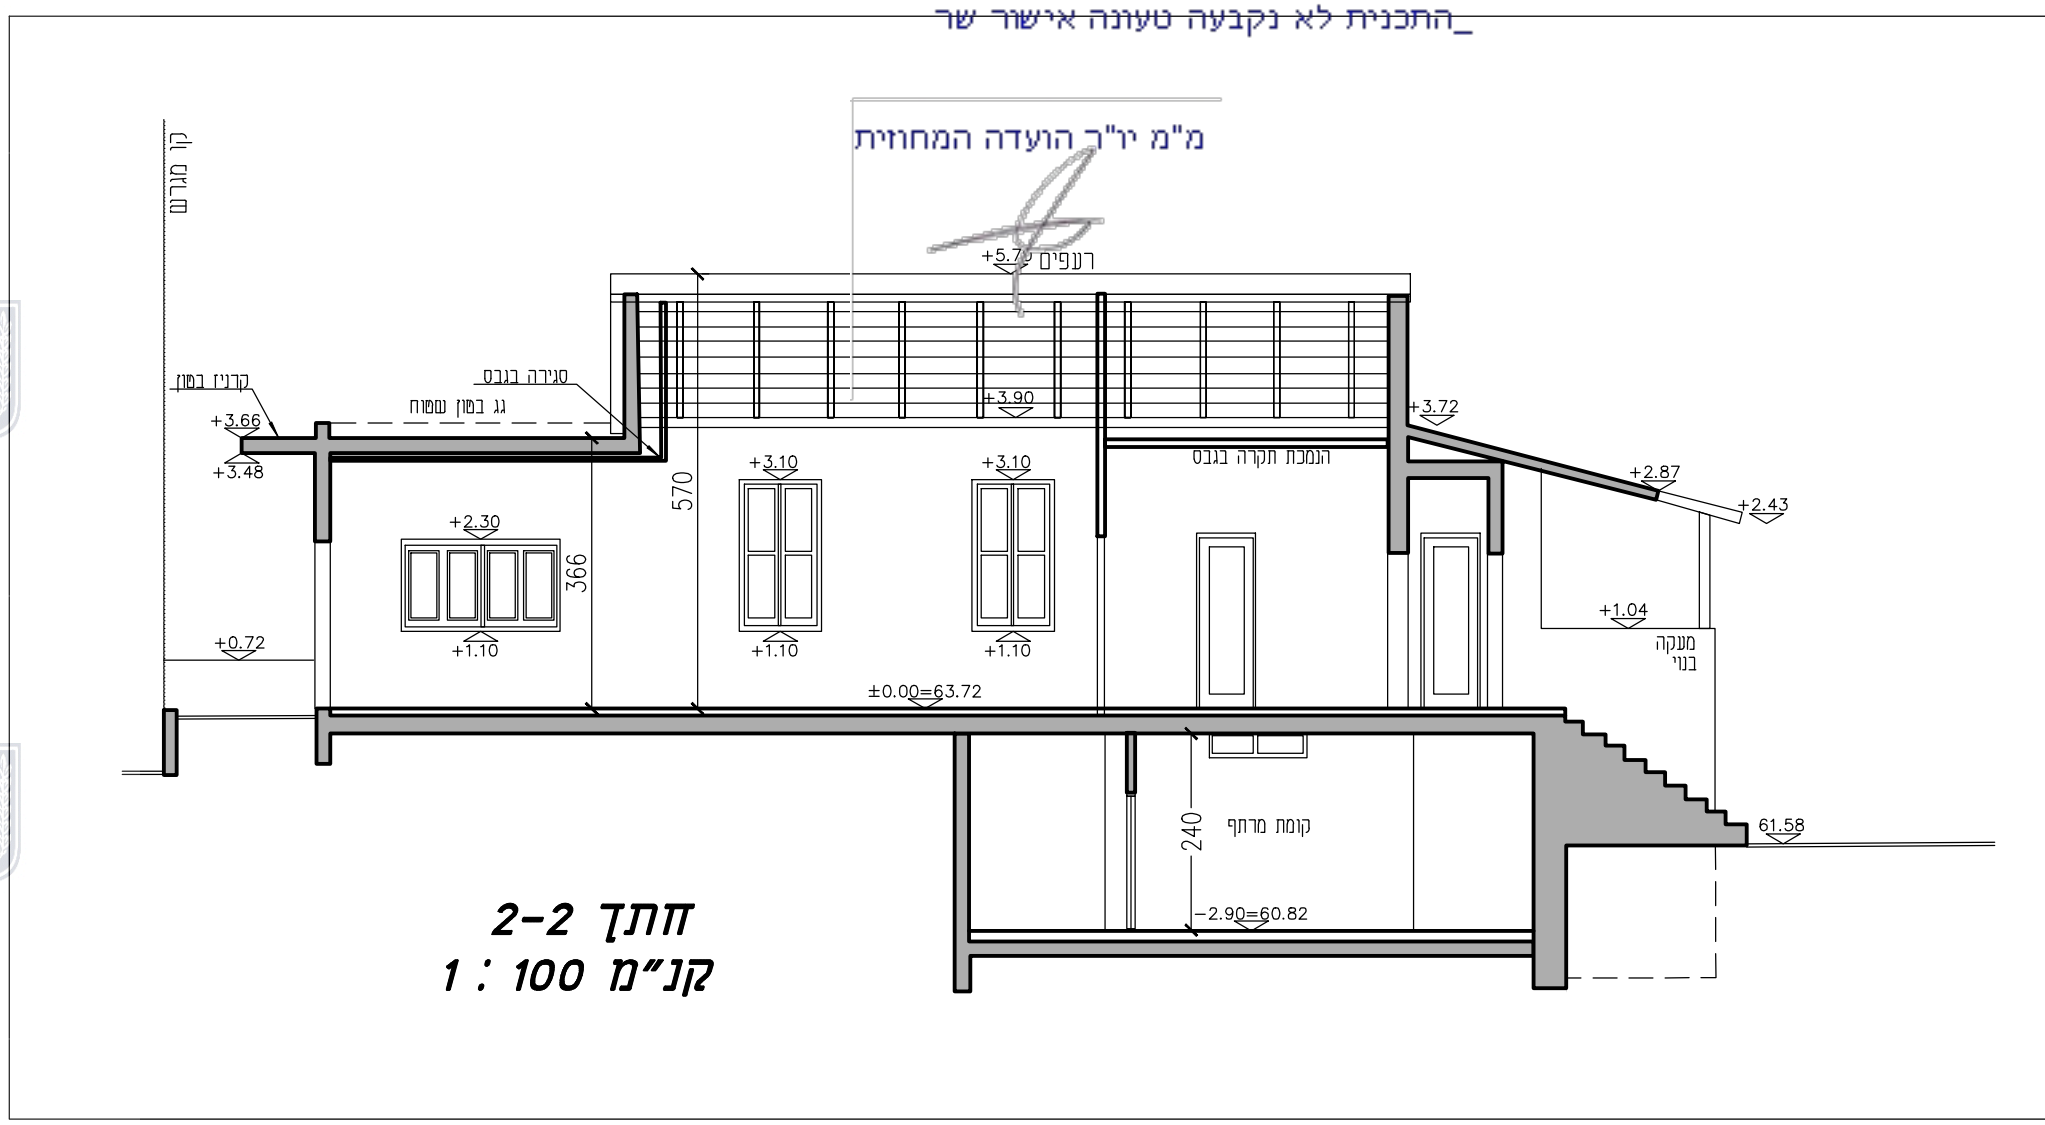 התכנית לא נקבעה טעונה אישור שר_
מ"מ יו"ר הועדה המחוזית
קו מגרש
רעפים
קרניז בטון
סגירה בגבס
גג בטון שטוח
+3.66
+3.48
+3.90
+3.72
הנמכת תקרה בגבס
+3.10
+3.10
+2.87
+2.43
570
+2.30
366
+1.10
+1.10
+1.10
+1.04
מעקה
בנוי
+0.72
±0.00=63.72
240
קומת מרתף
61.58
-2.90=60.82
חתך 2-2
קנ"מ 100 : 1